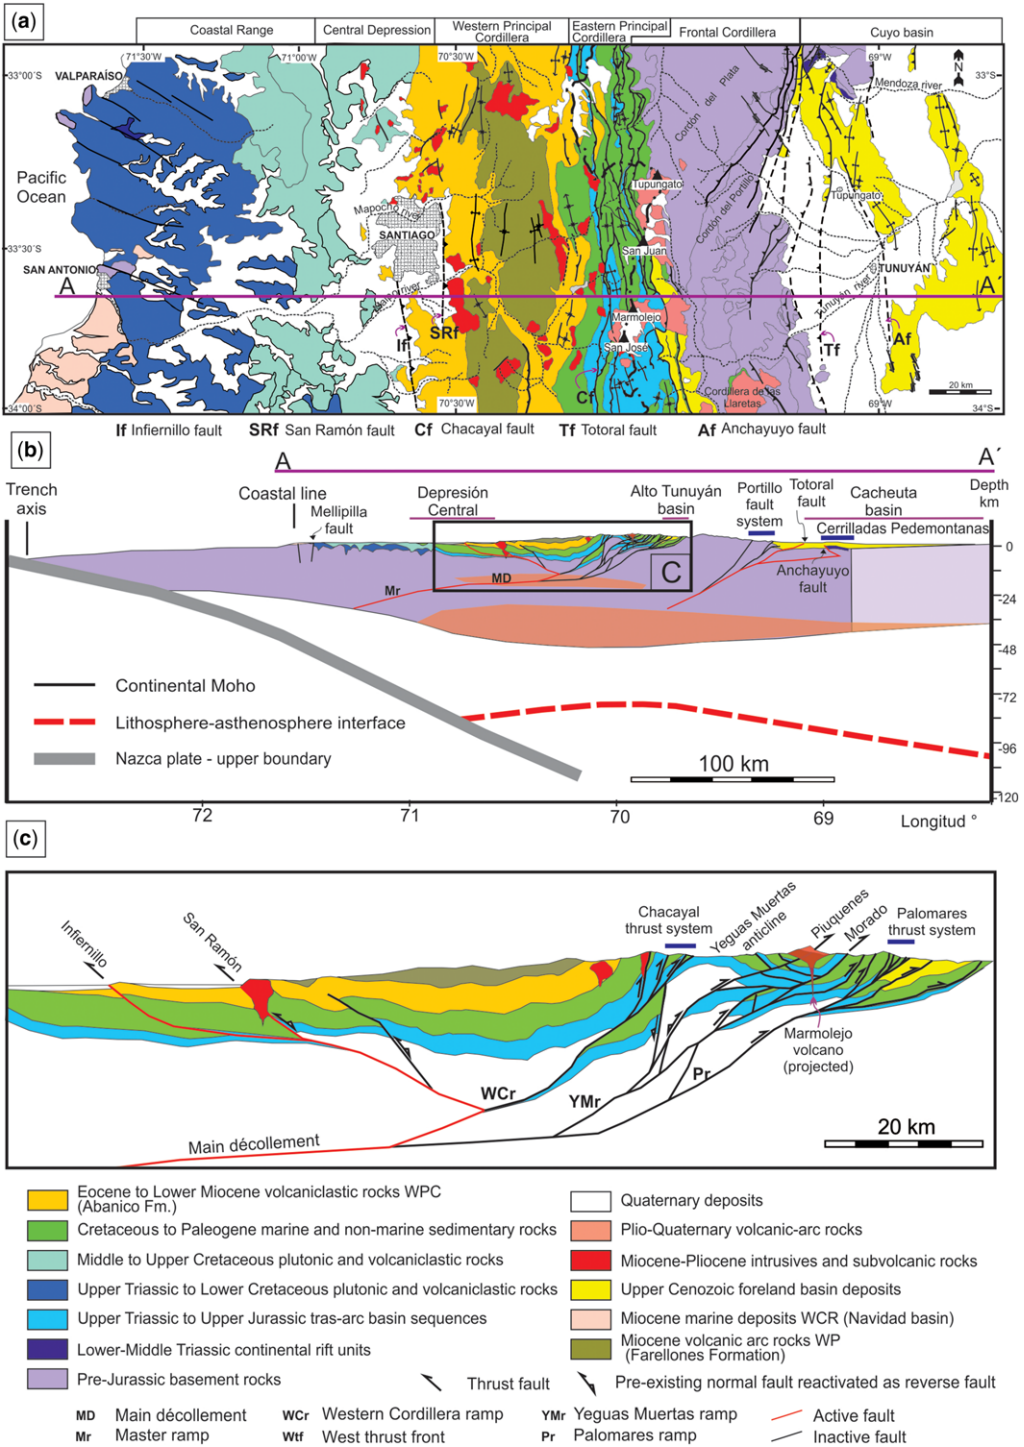 (a)
Coastal Range
Central Depression
Western Principal
Cordillera
Eastern Principal
Cordillera
Frontal Cordillera
Cuyo basin
71°30'W
71°00'W
70°30'W
69°W
33°00´S
33°S
N
VALPARAÍSO
Mendoza river
Cordón del Plata
Pacific
Ocean
Tupungato
Tupungato
Cordón del Portillo
Mapocho river
SANTIAGO
33°30´S
San Juan
SAN ANTONIO
TUNUYÁN
Tunuyán river
river
A
A´
Marmolejo
SRf
If
San José
Tf
Af
Cf
Cordillera de las
Llaretas
20 km
34°00´S
70°30'W
69°W
34°S
If Infiernillo fault
SRf San Ramón fault
Cf Chacayal fault
Tf Totoral fault
Af Anchayuyo fault
(b)
A
A´
Trench
axis
Coastal line
Mellipilla
fault
Depresión
Central
Alto Tunuyán
basin
Portillo
fault
system
Totoral
fault
Cacheuta
basin
Cerrilladas Pedemontanas
Depth
km
0
-24
-48
-72
-96
-120
Mr
MD
C
Anchayuyo
fault
Continental Moho
Lithosphere-asthenosphere interface
Nazca plate - upper boundary
100 km
72
71
70
69
Longitud °
(c)
Infiernillo
San Ramón
Chacayal
thrust system
Yeguas Muertas
anticline
Piuquenes
Morado
Palomares
thrust system
Marmolejo
volcano
(projected)
WCr
YMr
Pr
Main décollement
20 km
Eocene to Lower Miocene volcaniclastic rocks WPC
(Abanico Fm.)
Cretaceous to Paleogene marine and non-marine sedimentary rocks
Middle to Upper Cretaceous plutonic and volcaniclastic rocks
Upper Triassic to Lower Cretaceous plutonic and volcaniclastic rocks
Upper Triassic to Upper Jurassic tras-arc basin sequences
Lower-Middle Triassic continental rift units
Pre-Jurassic basement rocks
Quaternary deposits
Plio-Quaternary volcanic-arc rocks
Miocene-Pliocene intrusives and subvolcanic rocks
Upper Cenozoic foreland basin deposits
Miocene marine deposits WCR (Navidad basin)
Miocene volcanic arc rocks WP
(Farellones Formation)
Thrust fault
Pre-existing normal fault reactivated as reverse fault
MD Main décollement
WCr Western Cordillera ramp
YMr Yeguas Muertas ramp
Active fault
Mr Master ramp
Wtf West thrust front
Pr Palomares ramp
Inactive fault